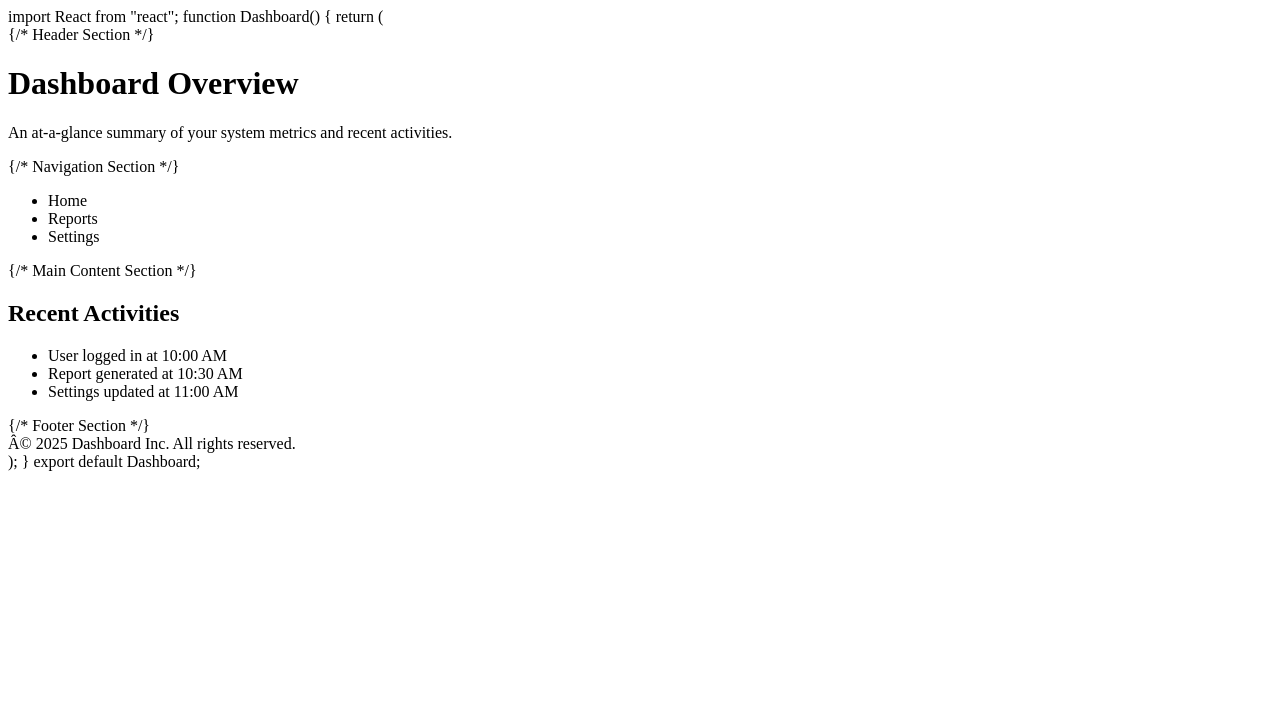 import React from "react"; function Dashboard() { return (
{/* Header Section */}
Dashboard Overview
An at-a-glance summary of your system metrics and recent activities.
{/* Navigation Section */}
Home
Reports
Settings
{/* Main Content Section */}
Recent Activities
User logged in at 10:00 AM
Report generated at 10:30 AM
Settings updated at 11:00 AM
{/* Footer Section */}
Â© 2025 Dashboard Inc. All rights reserved.
); } export default Dashboard;